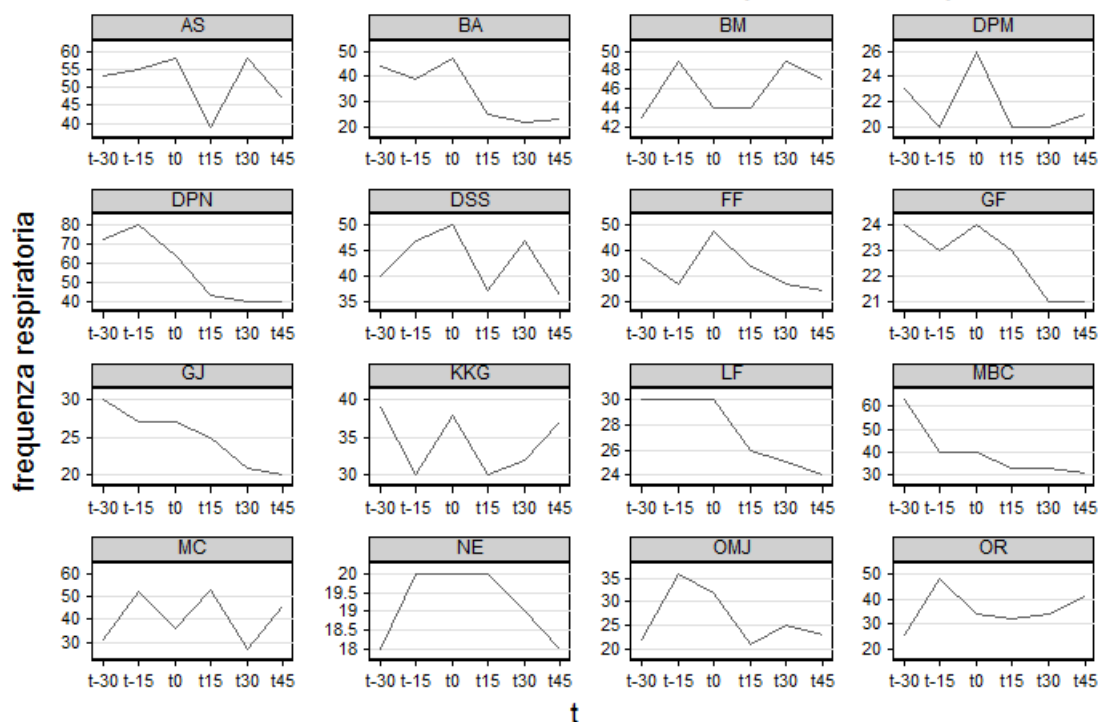 AS BA BM DPM
60 50 50 26
55 40 48 24
50 30 46 22
45 20 44 20
40 42
t-30 t-15 t0 t15 t30 t45 t-30 t-15 t0 t15 t30 t45 t-30 t-15 t0 t15 t30 t45 t-30 t-15 t0 t15 t30 t45
frequenza respiratoria
DPN DSS FF GF
80 50 50 24
70 45 40 23
60 40 30 22
50 35 20 21
40
t-30 t-15 t0 t15 t30 t45 t-30 t-15 t0 t15 t30 t45 t-30 t-15 t0 t15 t30 t45 t-30 t-15 t0 t15 t30 t45
GJ KKG LF MBC
30 40 30 60
25 35 28 50
20 30 26 40
24 30
t-30 t-15 t0 t15 t30 t45 t-30 t-15 t0 t15 t30 t45 t-30 t-15 t0 t15 t30 t45 t-30 t-15 t0 t15 t30 t45
MC NE OMJ OR
60 20 35 50
50 19.5 30 40
40 19 25 30
30 18.5 20 20
18
t-30 t-15 t0 t15 t30 t45 t-30 t-15 t0 t15 t30 t45 t-30 t-15 t0 t15 t30 t45 t-30 t-15 t0 t15 t30 t45
t